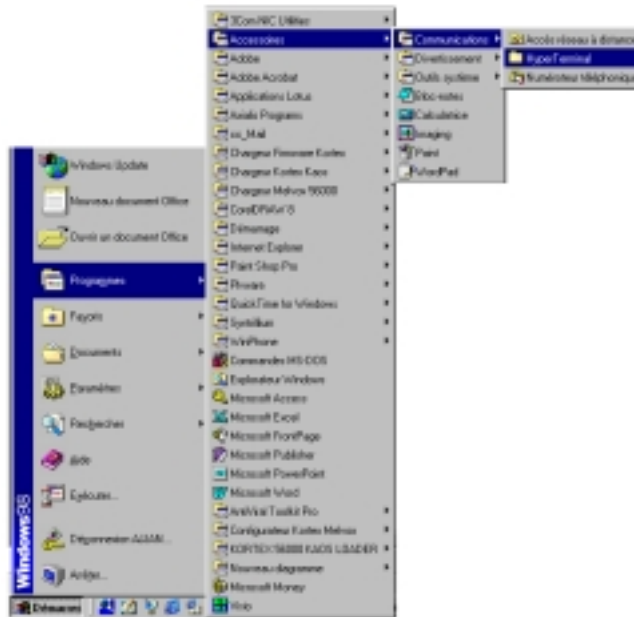 Windows Update
Nouveau document Office
Ouvrir un document Office
Programmes
Favoris
Documents
Paramètres
Rechercher
Aide
Exécuter...
Déconnexion
Arrêter...
Windows98
Démarrer
3Com NIC Utilities
Accessoires
Adobe
Adobe Acrobat
Applications Lotus
Axialis Programs
cc_Mail
Chargeur Firmware Kortex
Chargeur Kortex Kaos
Chargeur Melvox 56000
CorelDRAW 8
Démarrage
Internet Explorer
Paint Shop Pro
QuickTime for Windows
WinPhone
Commandes MS-DOS
Explorateur Windows
Microsoft Access
Microsoft Excel
Microsoft FrontPage
Microsoft Publisher
Microsoft PowerPoint
Microsoft Word
AntiViral Toolkit Pro
Configurateur Kortex Melvox
KORTEX 56000 KAOS LOADER
Nouveau diagramme
Microsoft Money
Visio
Communications
Divertissement
Outils système
Bloc-notes
Calculatrice
Imaging
Paint
WordPad
Accès réseau à distance
HyperTerminal
Numéroteur téléphonique